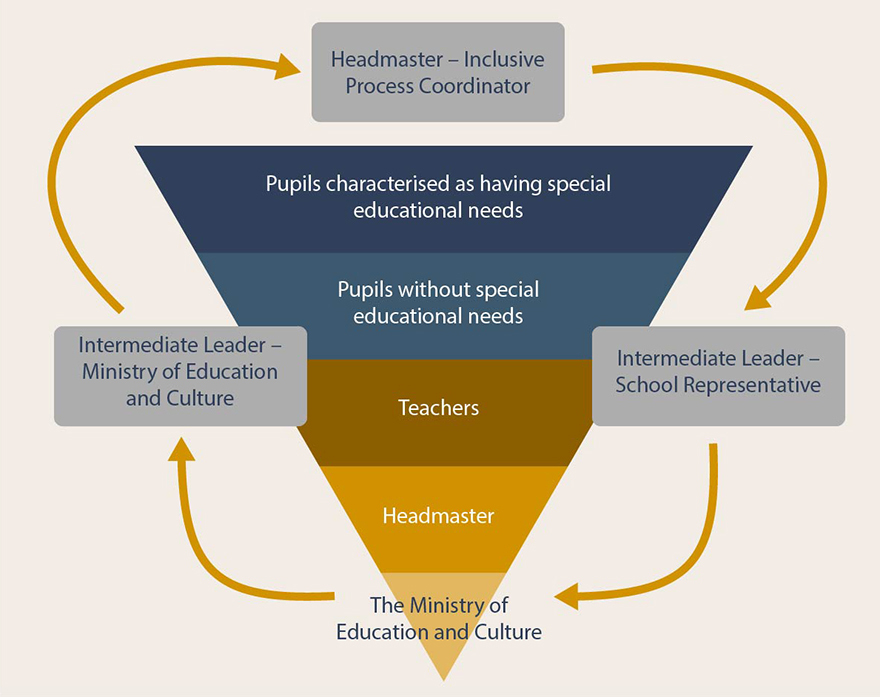 Headmaster – Inclusive
Process Coordinator
Pupils characterised as having special
educational needs
Pupils without special
educational needs
Intermediate Leader –
Ministry of Education
and Culture
Intermediate Leader –
School Representative
Teachers
Headmaster
The Ministry of
Education and Culture